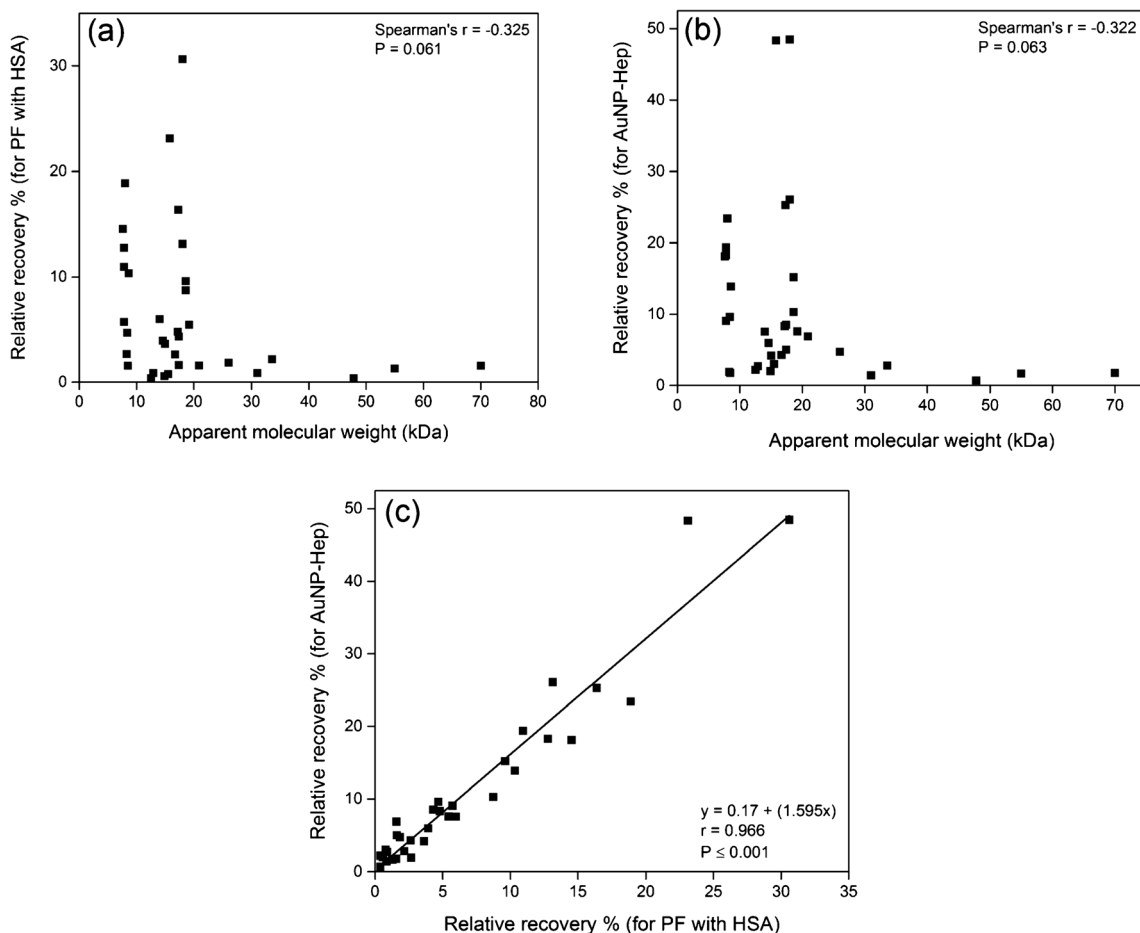 (a)
Spearman's r = -0.325
P = 0.061
Relative recovery % (for PF with HSA)
30
20
10
0
0 10 20 30 40 50 60 70 80
Apparent molecular weight (kDa)
(b)
Spearman's r = -0.322
P = 0.063
Relative recovery % (for AuNP-Hep)
50
40
30
20
10
0
0 10 20 30 40 50 60 70
Apparent molecular weight (kDa)
(c)
Relative recovery % (for AuNP-Hep)
50
40
30
20
10
0
y = 0.17 + (1.595x)
r = 0.966
P ≤ 0.001
0 5 10 15 20 25 30 35
Relative recovery % (for PF with HSA)